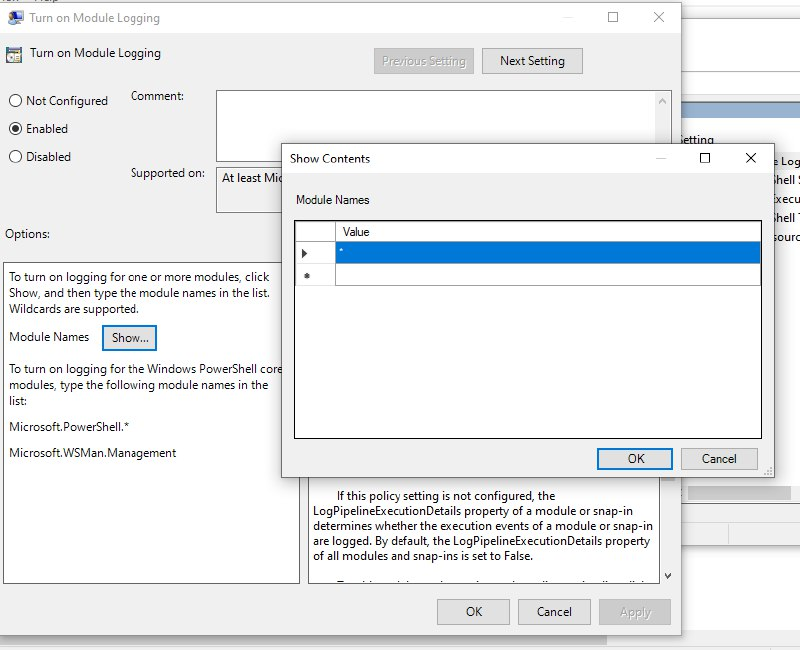 Turn on Module Logging
Turn on Module Logging
Previous Setting
Next Setting
Not Configured
Enabled
Disabled
Comment:
Supported on:
At least Mic
Options:
To turn on logging for one or more modules, click
Show, and then type the module names in the list.
Wildcards are supported.
Module Names
Show...
To turn on logging for the Windows PowerShell core
modules, type the following module names in the
list:
Microsoft.PowerShell.*
Microsoft.WSMan.Management
Show Contents
Module Names
Value
*
OK
Cancel
If this policy setting is not configured, the
LogPipelineExecutionDetails property of a module or snap-in
determines whether the execution events of a module or snap-in
are logged. By default, the LogPipelineExecutionDetails property
of all modules and snap-ins is set to False.
OK
Cancel
Apply
Setting
e Log
Shell S
Execu
Shell T
sourc